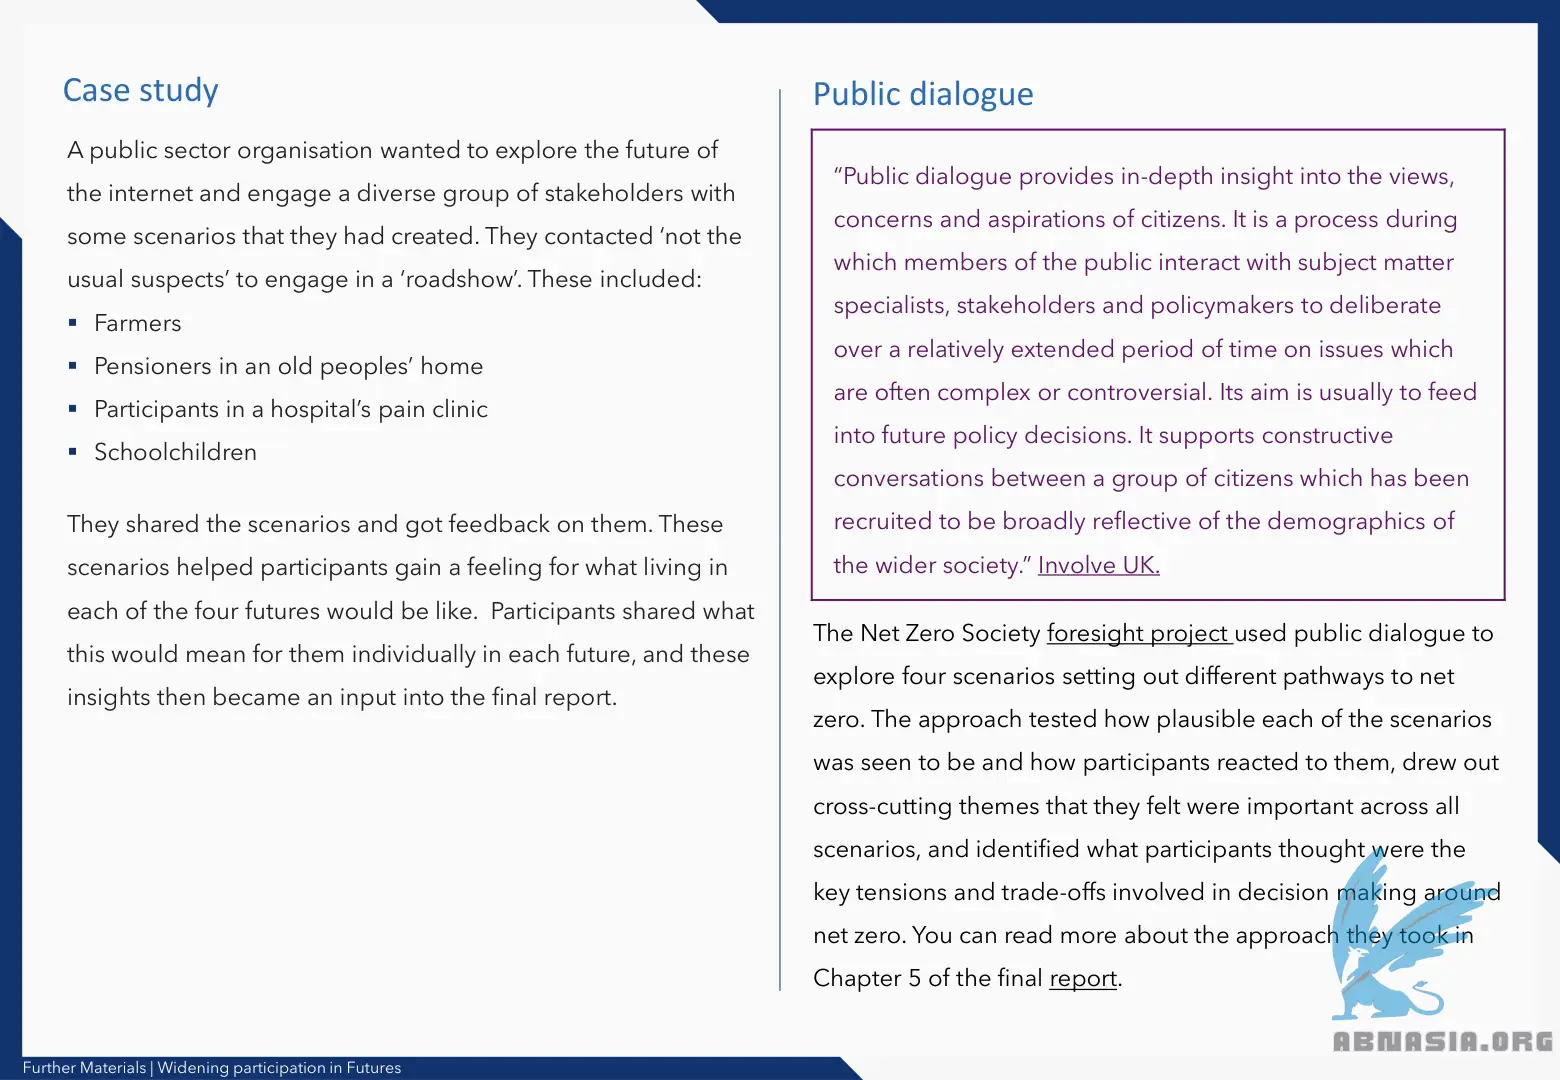 Case study
A public sector organisation wanted to explore the future of
the internet and engage a diverse group of stakeholders with
some scenarios that they had created. They contacted ‘not the
usual suspects’ to engage in a ‘roadshow’. These included:
▪ Farmers
▪ Pensioners in an old peoples’ home
▪ Participants in a hospital’s pain clinic
▪ Schoolchildren
They shared the scenarios and got feedback on them. These
scenarios helped participants gain a feeling for what living in
each of the four futures would be like.  Participants shared what
this would mean for them individually in each future, and these
insights then became an input into the final report.
Public dialogue
“Public dialogue provides in-depth insight into the views,
concerns and aspirations of citizens. It is a process during
which members of the public interact with subject matter
specialists, stakeholders and policymakers to deliberate
over a relatively extended period of time on issues which
are often complex or controversial. Its aim is usually to feed
into future policy decisions. It supports constructive
conversations between a group of citizens which has been
recruited to be broadly reflective of the demographics of
the wider society.” Involve UK.
The Net Zero Society foresight project used public dialogue to
explore four scenarios setting out different pathways to net
zero. The approach tested how plausible each of the scenarios
was seen to be and how participants reacted to them, drew out
cross-cutting themes that they felt were important across all
scenarios, and identified what participants thought were the
key tensions and trade-offs involved in decision making around
net zero. You can read more about the approach they took in
Chapter 5 of the final report.
ABNASIA.ORG
Further Materials | Widening participation in Futures